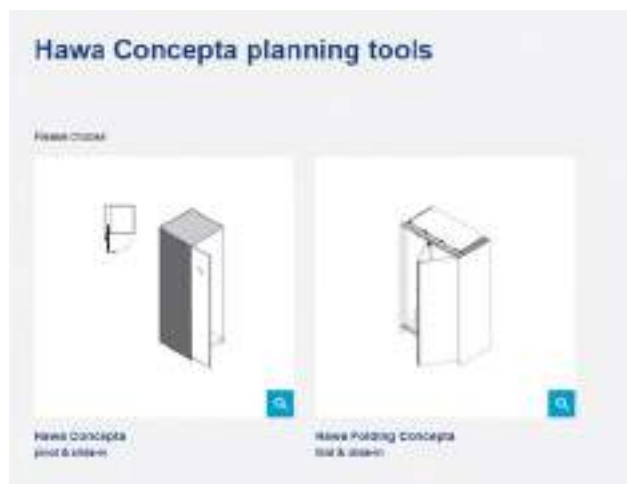 Hawa Concepta planning tools
Please choose
Hawa Concepta
pivot & slide-in
Hawa Folding Concepta
fold & slide-in